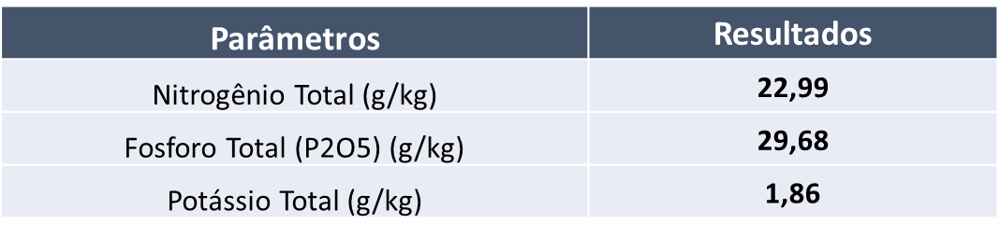 Parâmetros Resultados
Nitrogênio Total (g/kg) 22,99
Fosforo Total (P2O5) (g/kg) 29,68
Potássio Total (g/kg) 1,86